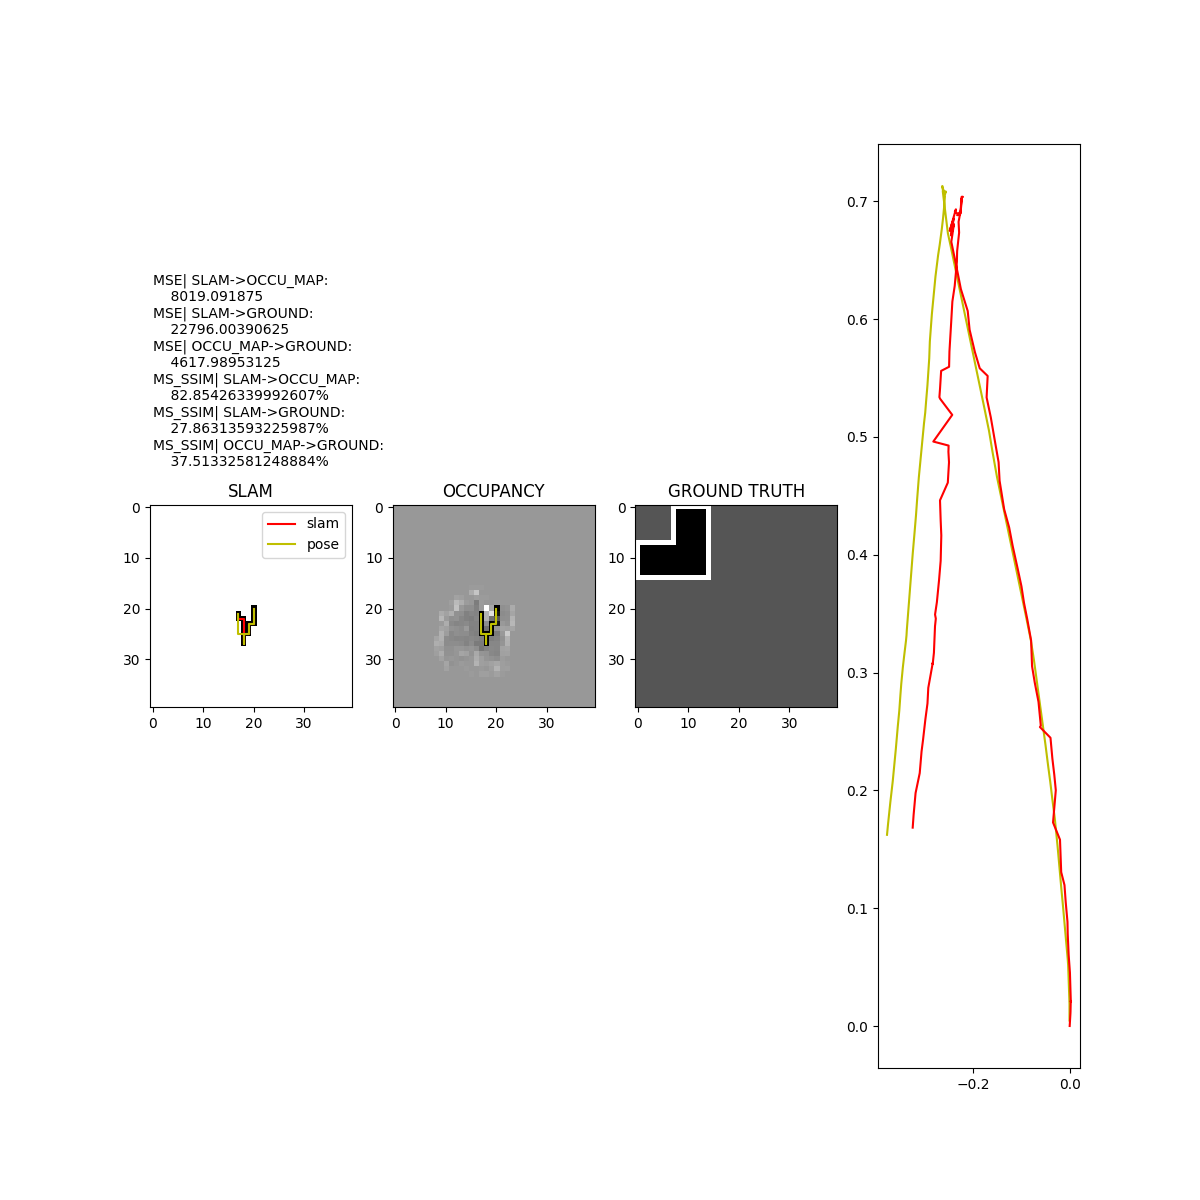 MSE| SLAM->OCCU_MAP:
8019.091875
MSE| SLAM->GROUND:
22796.00390625
MSE| OCCU_MAP->GROUND:
4617.98953125
MS_SSIM| SLAM->OCCU_MAP:
82.85426339992607%
MS_SSIM| SLAM->GROUND:
27.86313593225987%
MS_SSIM| OCCU_MAP->GROUND:
37.51332581248884%
SLAM
0
10
20
30
0 10 20 30
slam
pose
OCCUPANCY
0
10
20
30
0 10 20 30
GROUND TRUTH
0
10
20
30
0 10 20 30
0.7
0.6
0.5
0.4
0.3
0.2
0.1
0.0
−0.2 0.0